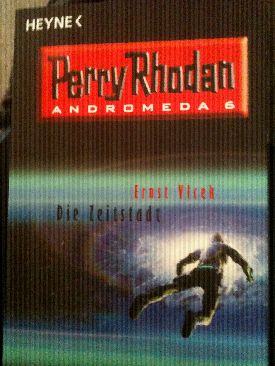 HEYNE<
Perry Rhodan
ANDROMEDA 6
Ernst Vlcek
Die Zeitstadt